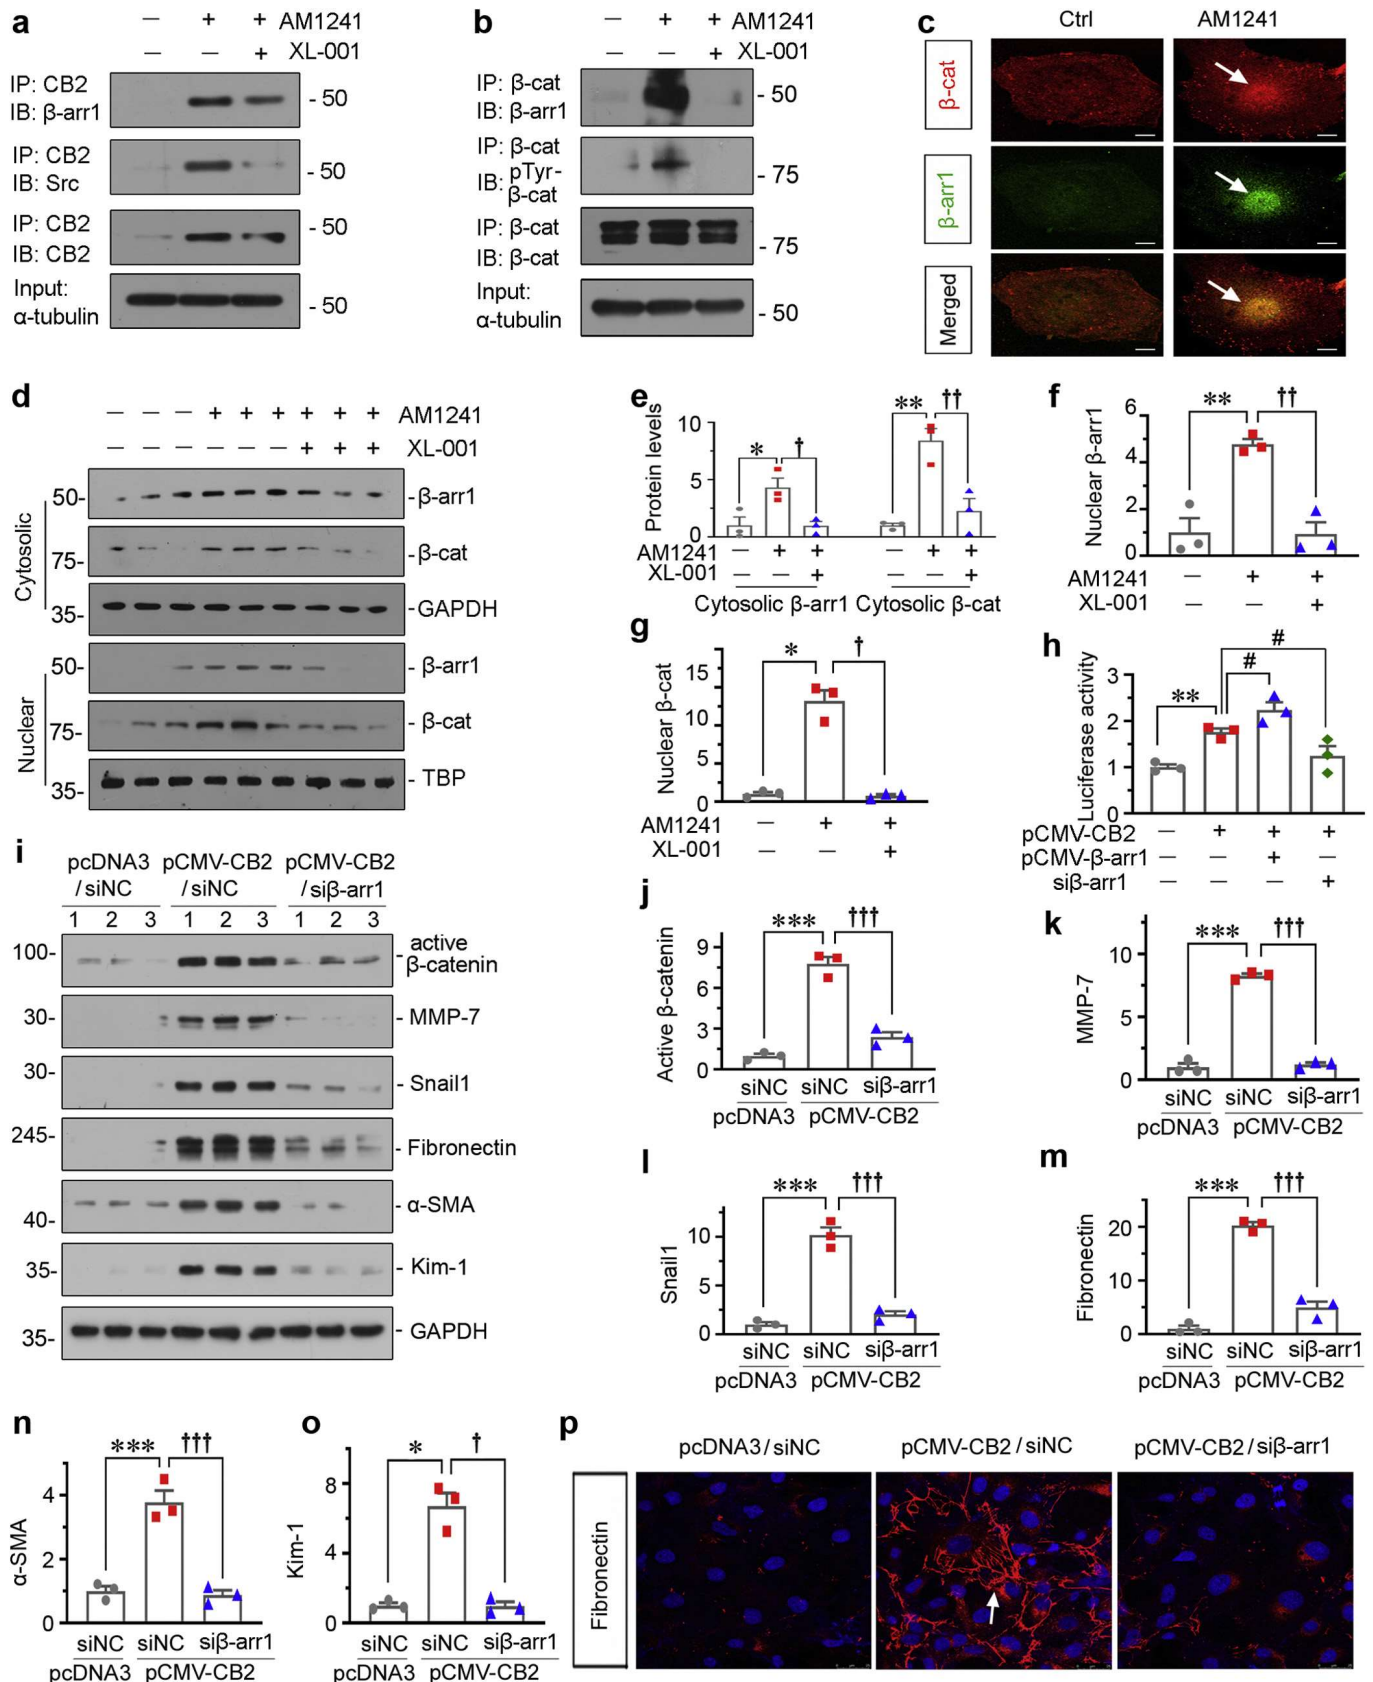 a
— + + AM1241
— — + XL-001
IP: CB2
IB: β-arr1
- 50
IP: CB2
IB: Src
- 50
IP: CB2
IB: CB2
- 50
Input:
α-tubulin
- 50
b
— + + AM1241
— — + XL-001
IP: β-cat
IB: β-arr1
- 50
IP: β-cat
IB: pTyr-
β-cat
- 75
IP: β-cat
IB: β-cat
- 75
Input:
α-tubulin
- 50
c
Ctrl AM1241
β-cat
β-arr1
Merged
d
— — — + + + + + + AM1241
— — — — — — + + + XL-001
Cytosolic
50- - β-arr1
75- - β-cat
35- -GAPDH
Nuclear
50- - β-arr1
75- - β-cat
35- - TBP
e
Protein levels
10
5
0
* † ** ††
AM1241 — + + — + +
XL-001 — — + — — +
Cytosolic β-arr1 Cytosolic β-cat
f
Nuclear β-arr1
6
4
2
0
** ††
AM1241 — + +
XL-001 — — +
g
Nuclear β-cat
15
10
5
0
* †
AM1241 — + +
XL-001 — — +
h
Luciferase activity
3
2
1
0
** # #
pCMV-CB2 — + + +
pCMV-β-arr1 — — + —
siβ-arr1 — — — +
i
pcDNA3 pCMV-CB2 pCMV-CB2
/ siNC / siNC / siβ-arr1
1 2 3 1 2 3 1 2 3
100- - active
β-catenin
30- - MMP-7
30- - Snail1
245- - Fibronectin
40- - α-SMA
35- - Kim-1
35- - GAPDH
j
Active β-catenin
9
6
3
0
*** †††
siNC siNC siβ-arr1
pcDNA3 pCMV-CB2
k
MMP-7
10
5
0
*** †††
siNC siNC siβ-arr1
pcDNA3 pCMV-CB2
l
Snail1
10
5
0
*** †††
siNC siNC siβ-arr1
pcDNA3 pCMV-CB2
m
Fibronectin
20
10
0
*** †††
siNC siNC siβ-arr1
pcDNA3 pCMV-CB2
n
α-SMA
4
2
0
*** †††
siNC siNC siβ-arr1
pcDNA3 pCMV-CB2
o
Kim-1
8
4
0
* †
siNC siNC siβ-arr1
pcDNA3 pCMV-CB2
p
pcDNA3/siNC pCMV-CB2/siNC pCMV-CB2/siβ-arr1
Fibronectin